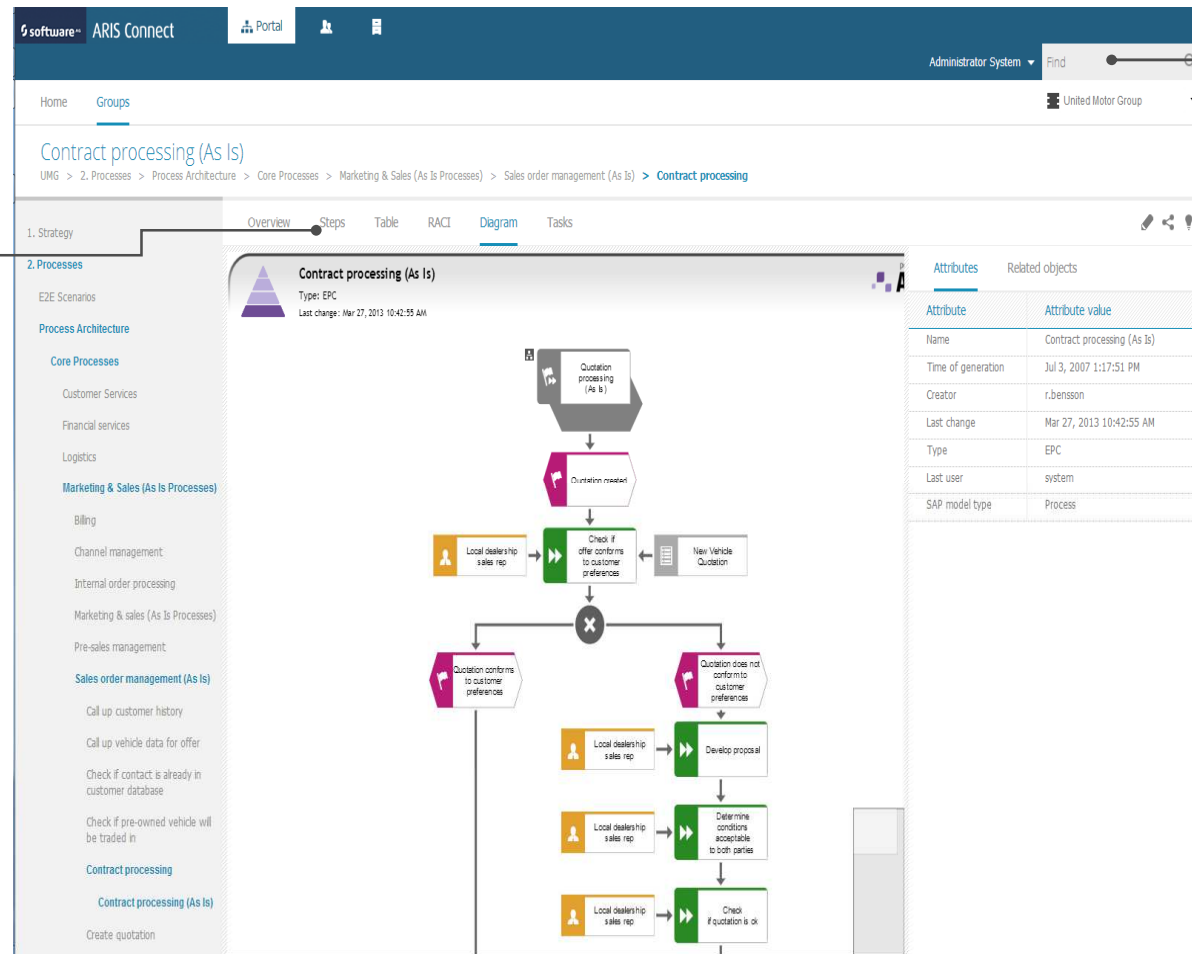 software AG
ARIS Connect
Portal
Administrator System
Find
Home
Groups
United Motor Group
Contract processing (As Is)
UMG > 2. Processes > Process Architecture > Core Processes > Marketing & Sales (As Is Processes) > Sales order management (As Is) > Contract processing
1. Strategy
2. Processes
E2E Scenarios
Process Architecture
Core Processes
Customer Services
Financial services
Logistics
Marketing & Sales (As Is Processes)
Billing
Channel management
Internal order processing
Marketing & sales (As Is Processes)
Pre-sales management
Sales order management (As Is)
Call up customer history
Call up vehicle data for offer
Check if contact is already in
customer database
Check if pre-owned vehicle will
be traded in
Contract processing
Contract processing (As Is)
Create quotation
Overview
Steps
Table
RACI
Diagram
Tasks
Contract processing (As Is)
Type: EPC
Last change: Mar 27, 2013 10:42:55 AM
Quotation
processing
(As Is)
Quotation created
Local dealership
sales rep
Check if
offer conforms
to customer
preferences
New Vehicle
Quotation
Quotation conforms
to customer
preferences
Quotation does not
conform to
customer
preferences
Local dealership
sales rep
Develop proposal
Local dealership
sales rep
Determine
conditions
acceptable
to both parties
Local dealership
sales rep
Check
if quotation is ok
Attributes
Related objects
Attribute
Attribute value
Name
Contract processing (As Is)
Time of generation
Jul 3, 2007 1:17:51 PM
Creator
r.bensson
Last change
Mar 27, 2013 10:42:55 AM
Type
EPC
Last user
system
SAP model type
Process